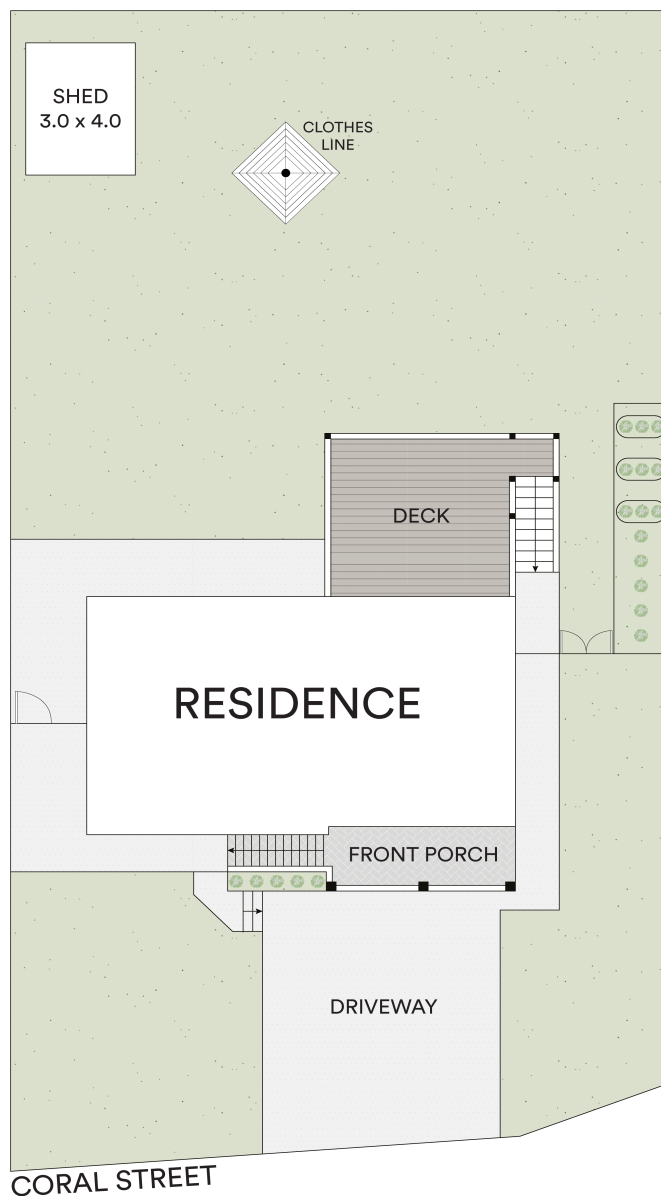 SHED
3.0 x 4.0
CLOTHES
LINE
DECK
RESIDENCE
FRONT PORCH
DRIVEWAY
CORAL STREET